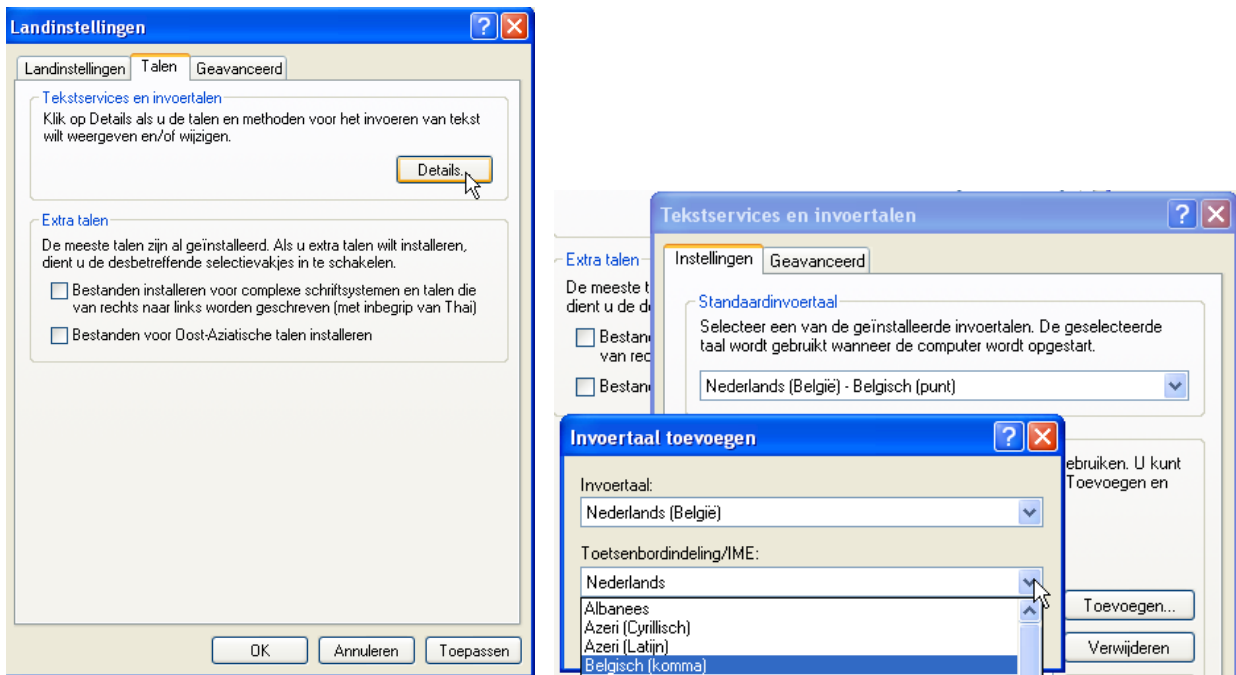 Landinstellingen
Landinstellingen Talen Geavanceerd
Tekstservices en invoertalen
Klik op Details als u de talen en methoden voor het invoeren van tekst
wilt weergeven en/of wijzigen.
Details...
Extra talen
De meeste talen zijn al geïnstalleerd. Als u extra talen wilt installeren,
dient u de desbetreffende selectievakjes in te schakelen.
Bestanden installeren voor complexe schriftsystemen en talen die
van rechts naar links worden geschreven (met inbegrip van Thai)
Bestanden voor Oost-Aziatische talen installeren
OK Annuleren Toepassen
Extra talen
De meeste t
dient u de d
Bestan
van rec
Bestan
Tekstservices en invoertalen
Instellingen Geavanceerd
Standaardinvoertaal
Selecteer een van de geïnstalleerde invoertalen. De geselecteerde
taal wordt gebruikt wanneer de computer wordt opgestart.
Nederlands (België) - Belgisch (punt)
ebruiken. U kunt
Toevoegen en
Toevoegen...
Verwijderen
Invoertaal toevoegen
Invoertaal:
Nederlands (België)
Toetsenbordindeling/IME:
Nederlands
Albanees
Azeri (Cyrillisch)
Azeri (Latijn)
Belgisch (komma)